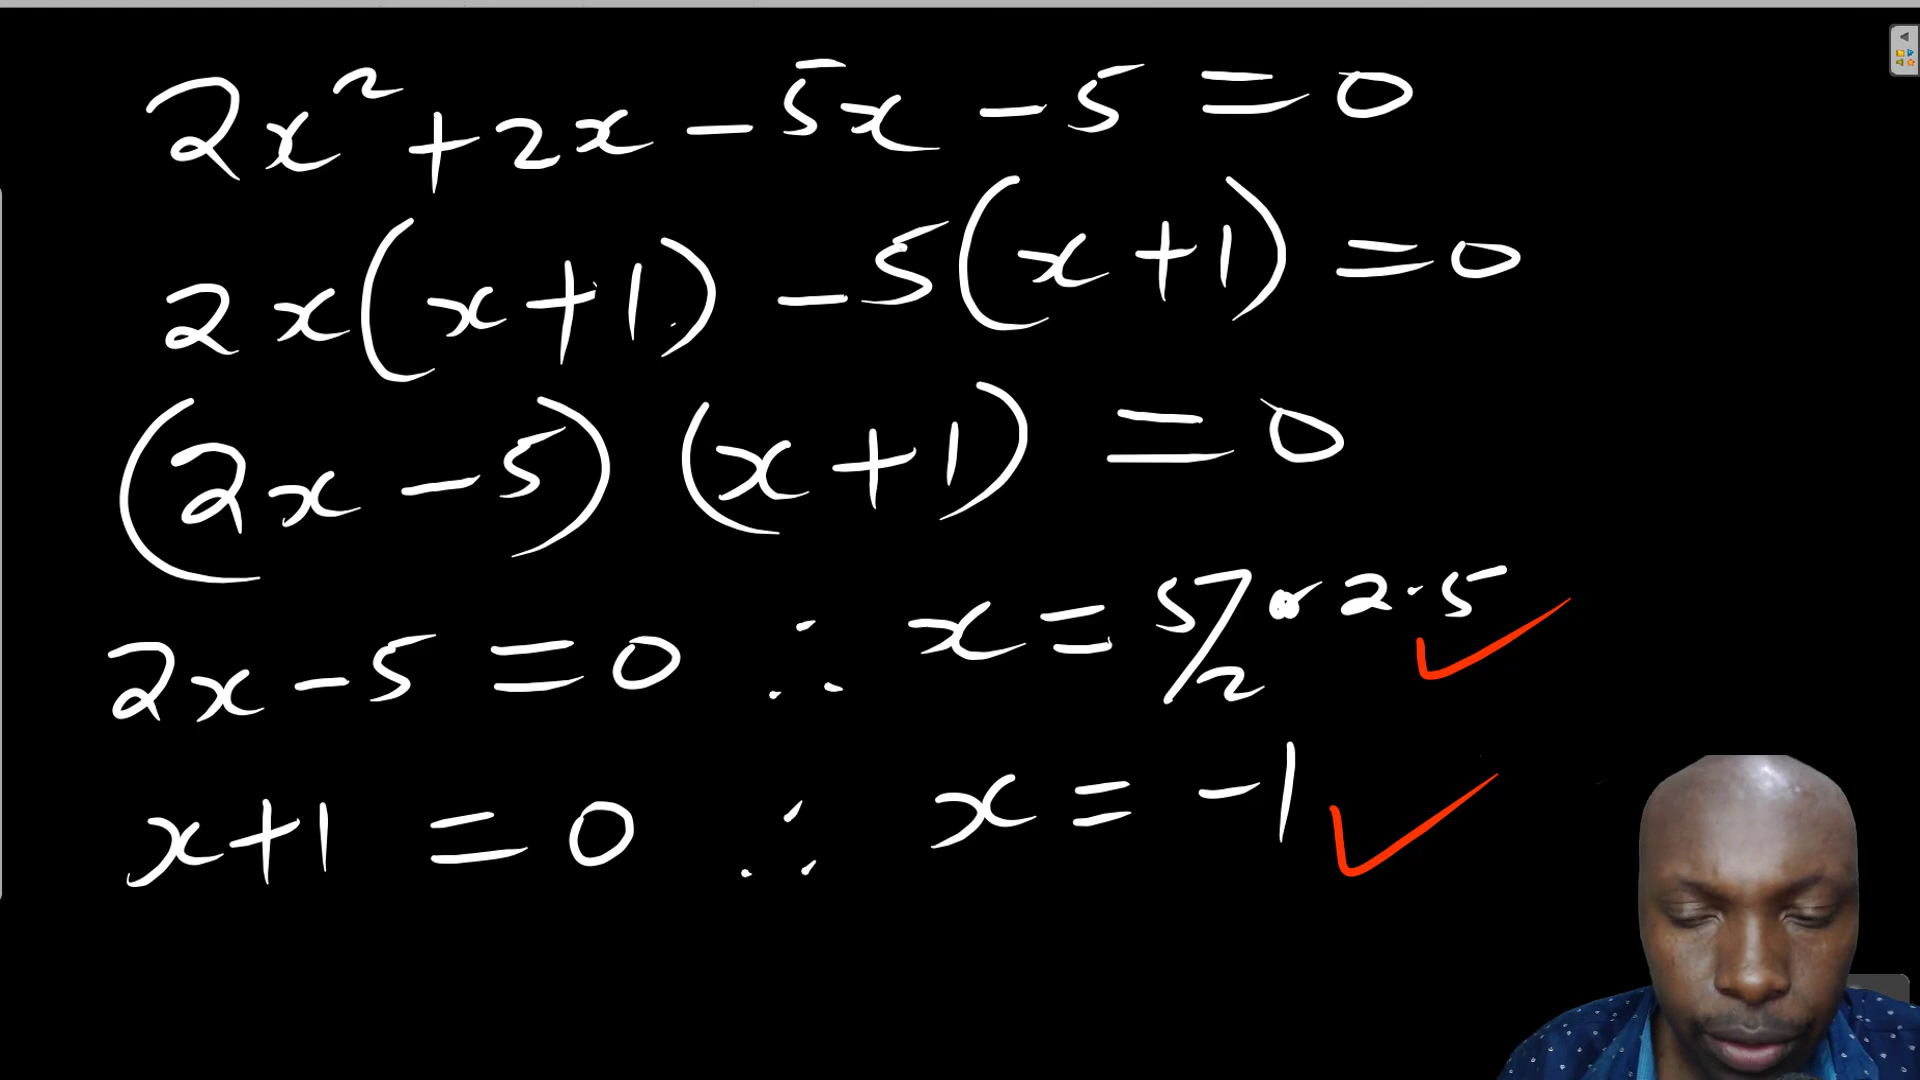 2x² + 2x - 5x - 5 = 0
2x(x+1) - 5(x+1) = 0
(2x - 5)(x+1) = 0
2x - 5 = 0 ∴ x = 5/2 or 2.5 ✓
x+1 = 0 ∴ x = -1 ✓